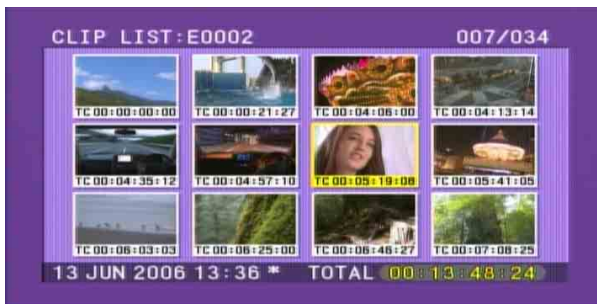 CLIP LIST:E0002 007/034
TC 00:00:00:00 TC 00:00:21:27 TC 00:04:06:00 TC 00:04:13:14
TC 00:04:35:12 TC 00:04:57:10 TC 00:05:19:08 TC 00:05:41:05
TC 00:06:03:03 TC 00:06:25:00 TC 00:06:46:27 TC 00:07:08:25
13 JUN 2006 13:36 * TOTAL 00:13:48:24